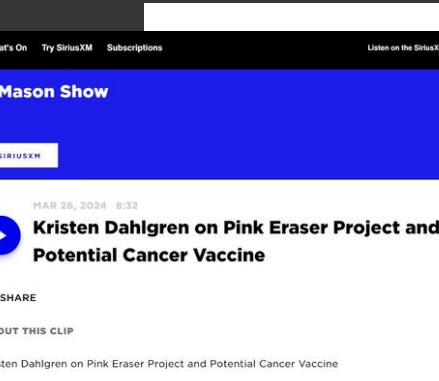 at's On Try SiriusXM Subscriptions Listen on the SiriusX
Mason Show
SIRIUSXM
MAR 26, 2024 8:32
Kristen Dahlgren on Pink Eraser Project and
Potential Cancer Vaccine
SHARE
OUT THIS CLIP
sten Dahlgren on Pink Eraser Project and Potential Cancer Vaccine